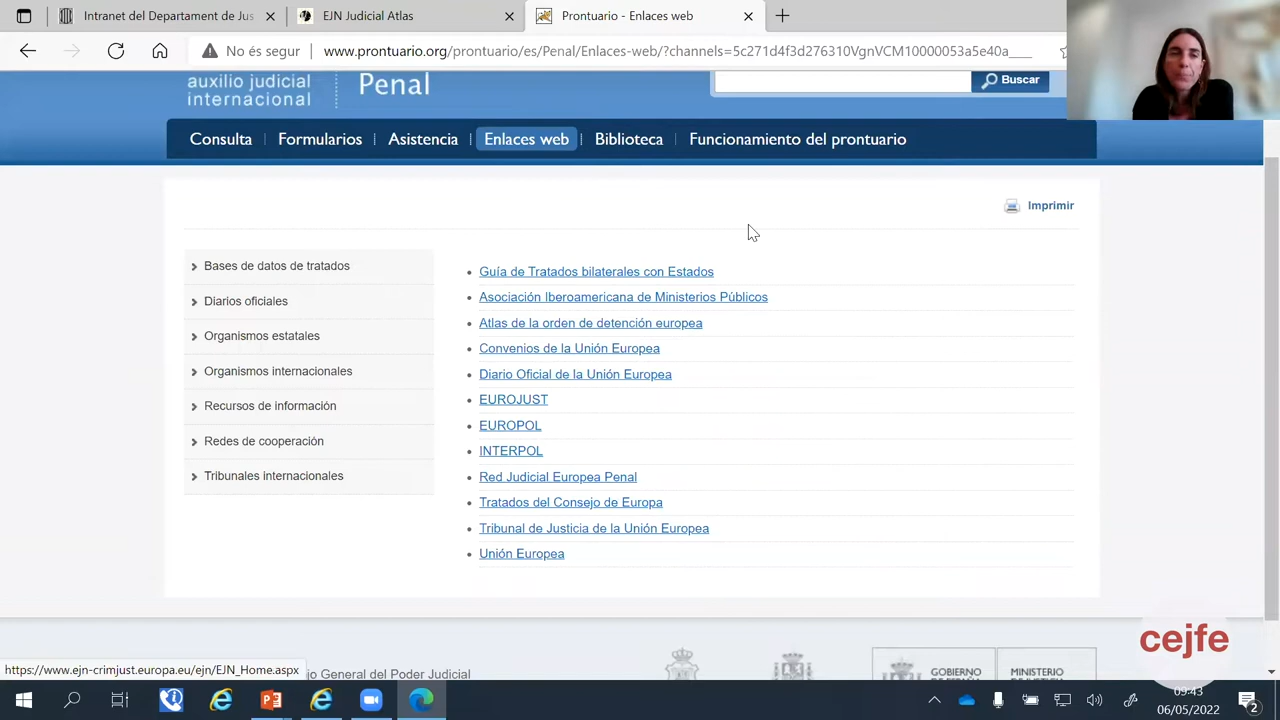 Intranet del Departament de Jus
EJN Judicial Atlas
Prontuario - Enlaces web
No és segur
www.prontuario.org/prontuario/es/Penal/Enlaces-web/?channels=5c271d4f3d276310VgnVCM10000053a5e40a____
auxilio judicial
internacional
Penal
Buscar
Consulta
Formularios
Asistencia
Enlaces web
Biblioteca
Funcionamiento del prontuario
Imprimir
Bases de datos de tratados
Diarios oficiales
Organismos estatales
Organismos internacionales
Recursos de información
Redes de cooperación
Tribunales internacionales
Guía de Tratados bilaterales con Estados
Asociación Iberoamericana de Ministerios Públicos
Atlas de la orden de detención europea
Convenios de la Unión Europea
Diario Oficial de la Unión Europea
EUROJUST
EUROPOL
INTERPOL
Red Judicial Europea Penal
Tratados del Consejo de Europa
Tribunal de Justicia de la Unión Europea
Unión Europea
cejfe
https://www.ejn-crimjust.europa.eu/ejn/EJN_Home.aspx
jo General del Poder Judicial
GOBIERNO
MINISTERIO
09:43
06/05/2022
2